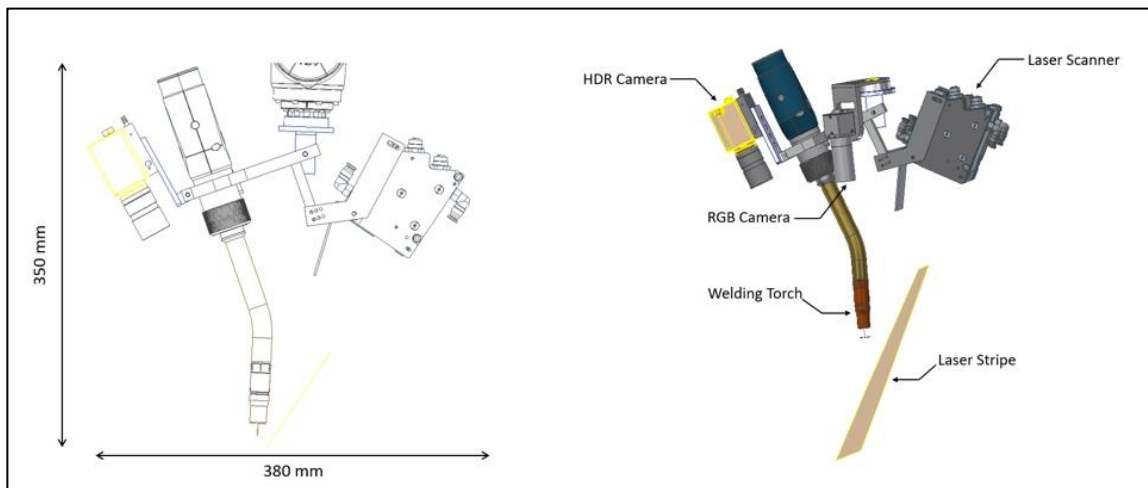 350 mm
380 mm
HDR Camera
Laser Scanner
RGB Camera
Welding Torch
Laser Stripe